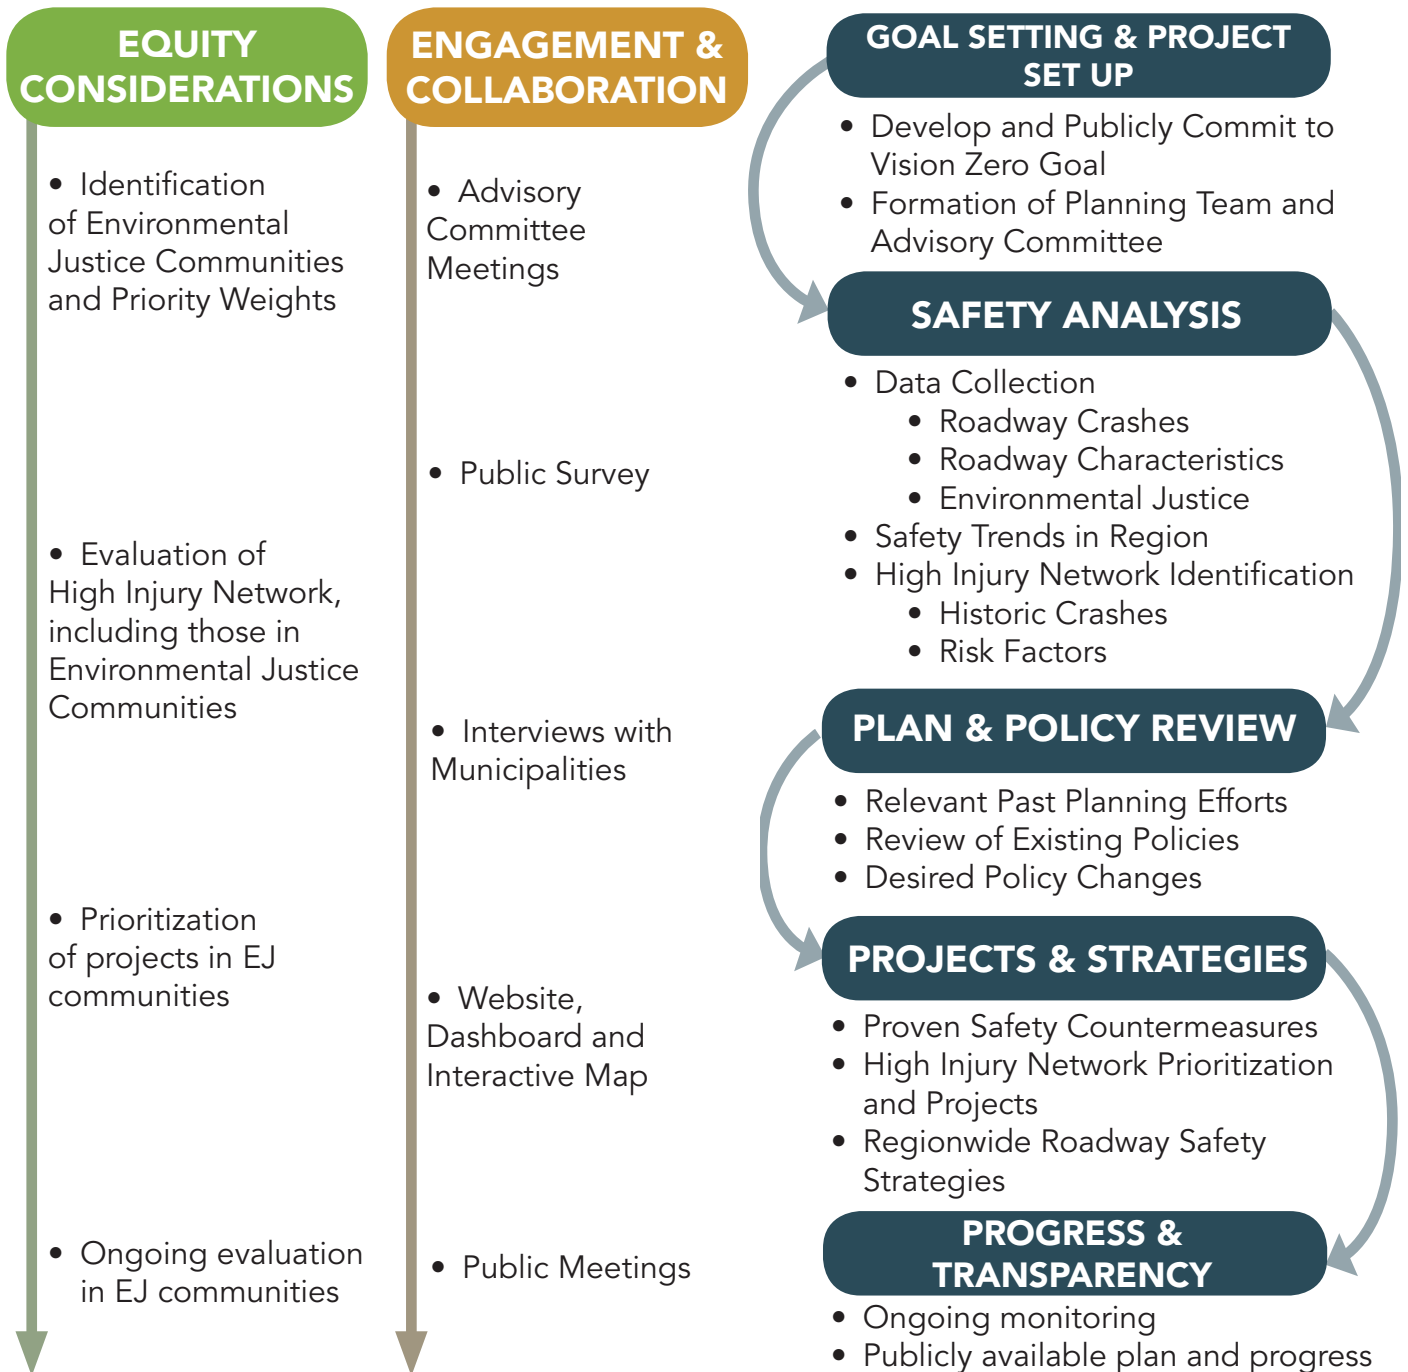 EQUITY
CONSIDERATIONS
• Identification
of Environmental
Justice Communities
and Priority Weights
• Evaluation of
High Injury Network,
including those in
Environmental Justice
Communities
• Prioritization
of projects in EJ
communities
• Ongoing evaluation
in EJ communities
ENGAGEMENT &
COLLABORATION
• Advisory
Committee
Meetings
• Public Survey
• Interviews with
Municipalities
• Website,
Dashboard and
Interactive Map
• Public Meetings
GOAL SETTING & PROJECT
SET UP
• Develop and Publicly Commit to
Vision Zero Goal
• Formation of Planning Team and
Advisory Committee
SAFETY ANALYSIS
• Data Collection
• Roadway Crashes
• Roadway Characteristics
• Environmental Justice
• Safety Trends in Region
• High Injury Network Identification
• Historic Crashes
• Risk Factors
PLAN & POLICY REVIEW
• Relevant Past Planning Efforts
• Review of Existing Policies
• Desired Policy Changes
PROJECTS & STRATEGIES
• Proven Safety Countermeasures
• High Injury Network Prioritization
and Projects
• Regionwide Roadway Safety
Strategies
PROGRESS &
TRANSPARENCY
• Ongoing monitoring
• Publicly available plan and progress